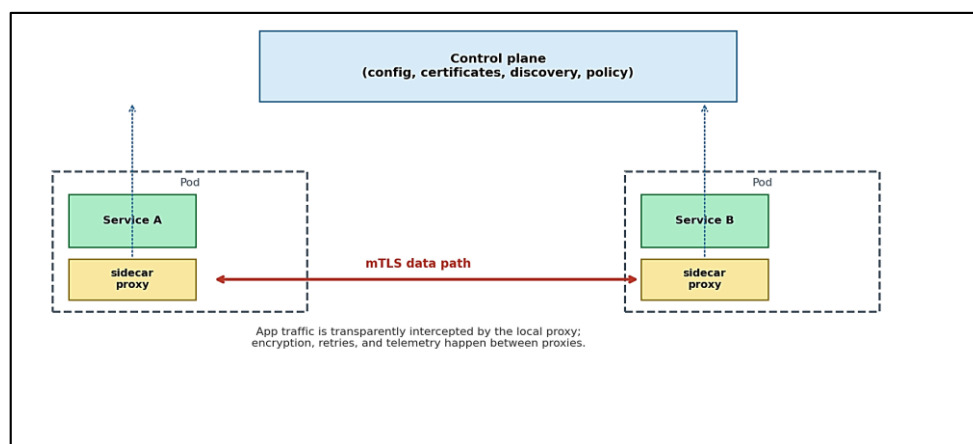 Control plane
(config, certificates, discovery, policy)
Pod
Pod
Service A
Service B
sidecar
proxy
sidecar
proxy
mTLS data path
App traffic is transparently intercepted by the local proxy;
encryption, retries, and telemetry happen between proxies.